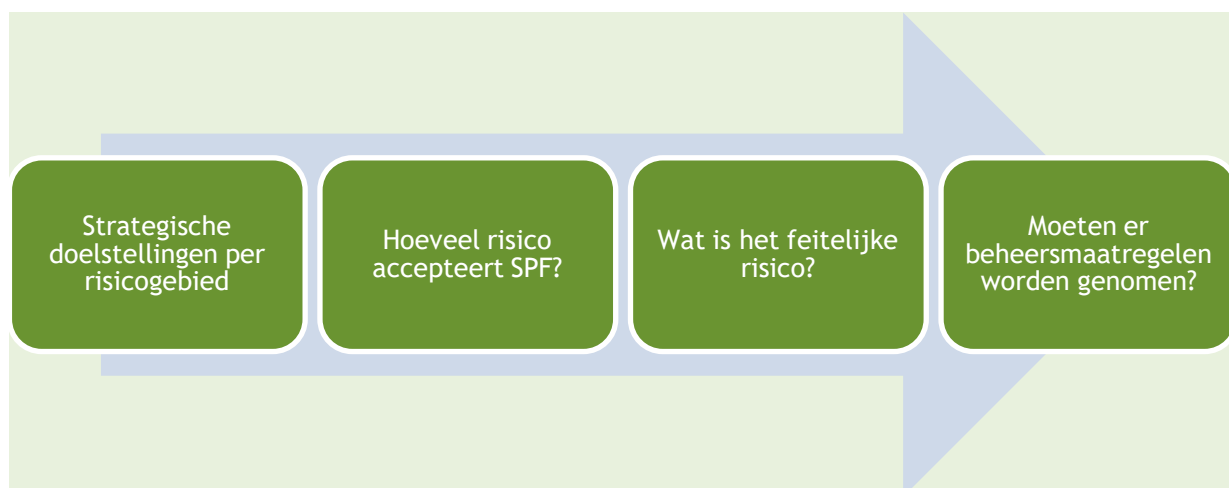 Strategische
doelstellingen per
risicogebied
Hoeveel risico
accepteert SPF?
Wat is het feitelijke
risico?
Moeten er
beheersmaatregelen
worden genomen?